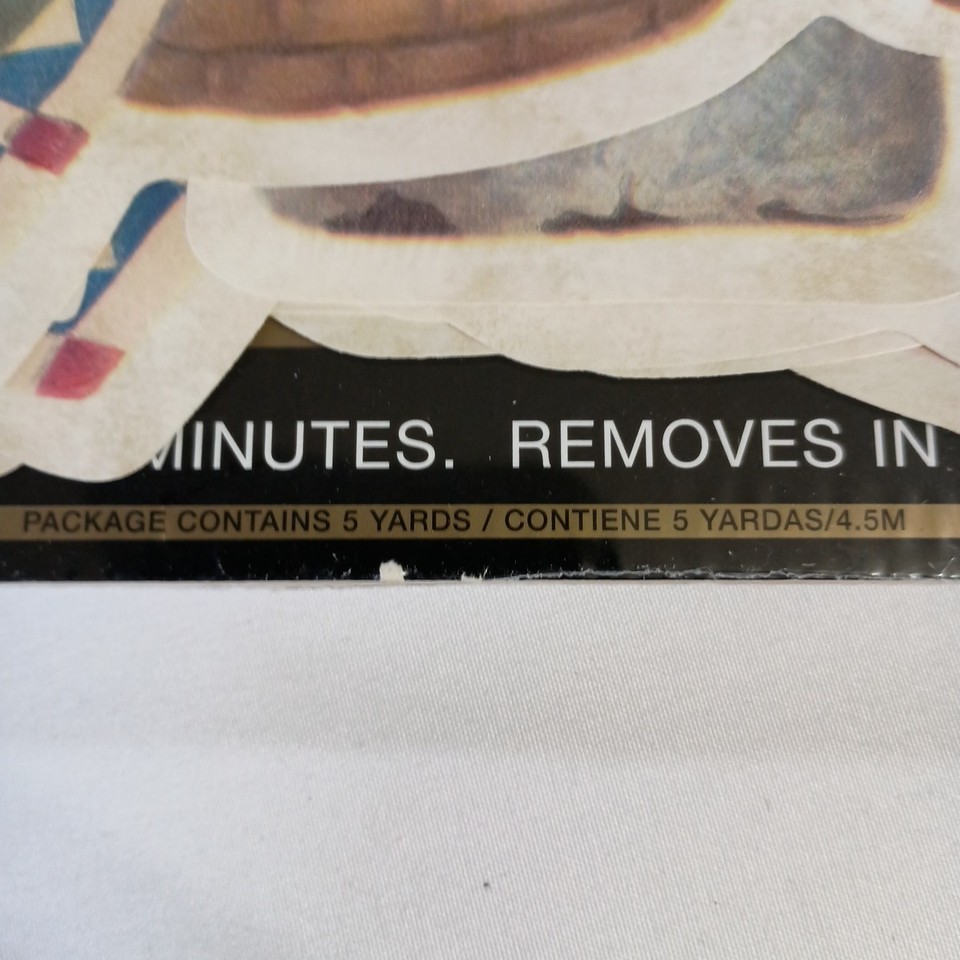 MINUTES. REMOVES IN
PACKAGE CONTAINS 5 YARDS / CONTIENE 5 YARDAS/4.5M